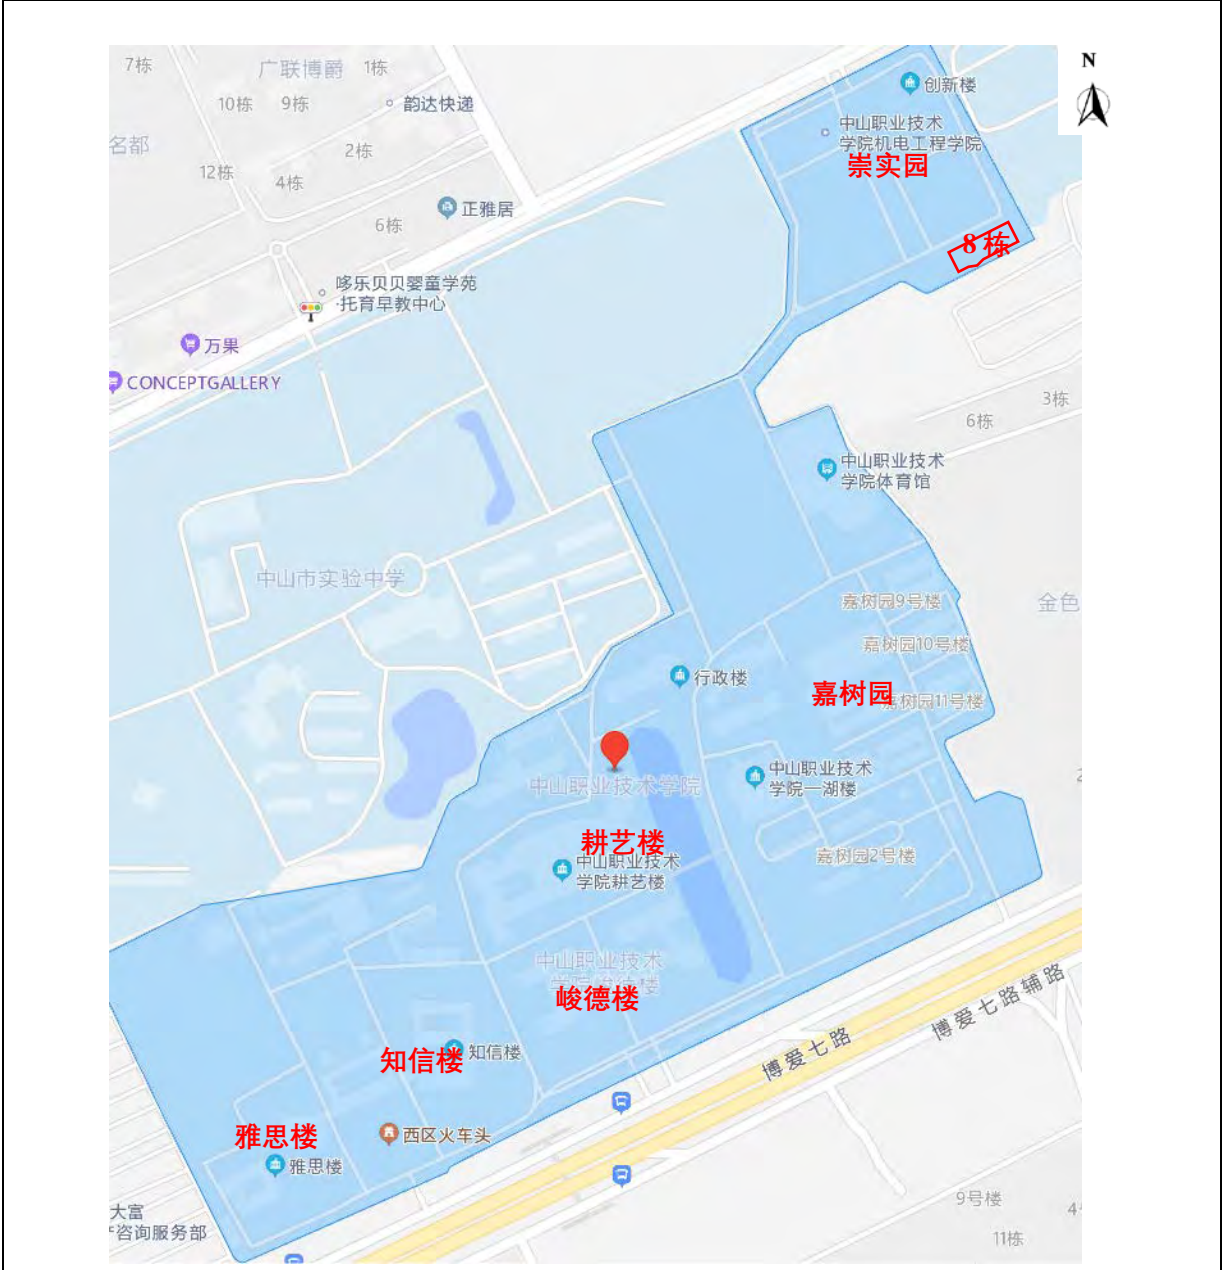 N
7栋
广联博爵
1栋
创新楼
10栋
9栋
韵达快递
中山职业技术
学院机电工程学院
名都
2栋
崇实园
12栋
4栋
正雅居
6栋
8栋
哆乐贝贝婴童学苑
·托育早教中心
万果
CONCEPTGALLERY
3栋
6栋
中山职业技术
学院体育馆
中山市实验中学
嘉树园9号楼
金色
嘉树园10号楼
行政楼
嘉树园
嘉树园11号楼
中山职业技术学院
中山职业技术
学院一湖楼
耕艺楼
中山职业技术
学院耕艺楼
嘉树园2号楼
中山职业技术
学院峻德楼
峻德楼
博爱七路辅路
博爱七路
知信楼
知信楼
雅思楼
西区火车头
雅思楼
大富
咨询服务部
9号楼
4
11栋